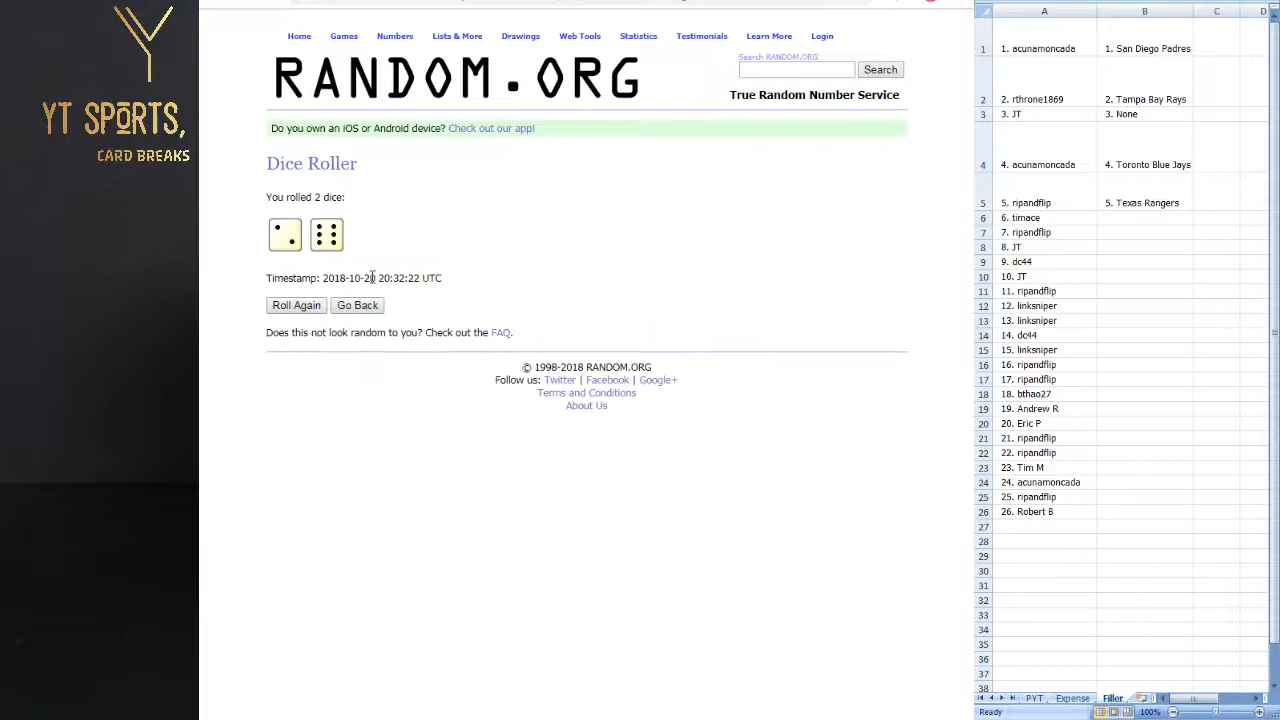 Y
YT SPORTS,
CARD BREAKS
Home Games Numbers Lists & More Drawings Web Tools Statistics Testimonials Learn More Login
RANDOM.ORG
Search RANDOM.ORG
Search
True Random Number Service
Do you own an iOS or Android device? Check out our app!
Dice Roller
You rolled 2 dice:
Timestamp: 2018-10-20 20:32:22 UTC
Roll Again Go Back
Does this not look random to you? Check out the FAQ.
© 1998-2018 RANDOM.ORG
Follow us: Twitter | Facebook | Google+
Terms and Conditions
About Us
A B C D
1 1. acunamoncada 1. San Diego Padres
2 2. rthrone1869 2. Tampa Bay Rays
3 3. JT 3. None
4 4. acunamoncada 4. Toronto Blue Jays
5 5. ripandflip 5. Texas Rangers
6 6. timace
7 7. ripandflip
8 8. JT
9 9. dc44
10 10. JT
11 11. ripandflip
12 12. linksniper
13 13. linksniper
14 14. dc44
15 15. linksniper
16 16. ripandflip
17 17. ripandflip
18 18. bthao27
19 19. Andrew R
20 20. Eric P
21 21. ripandflip
22 22. ripandflip
23 23. Tim M
24 24. acunamoncada
25 25. ripandflip
26 26. Robert B
27
28
29
30
31
32
33
34
35
36
37
38
PYT Expense Filler
Ready 100%